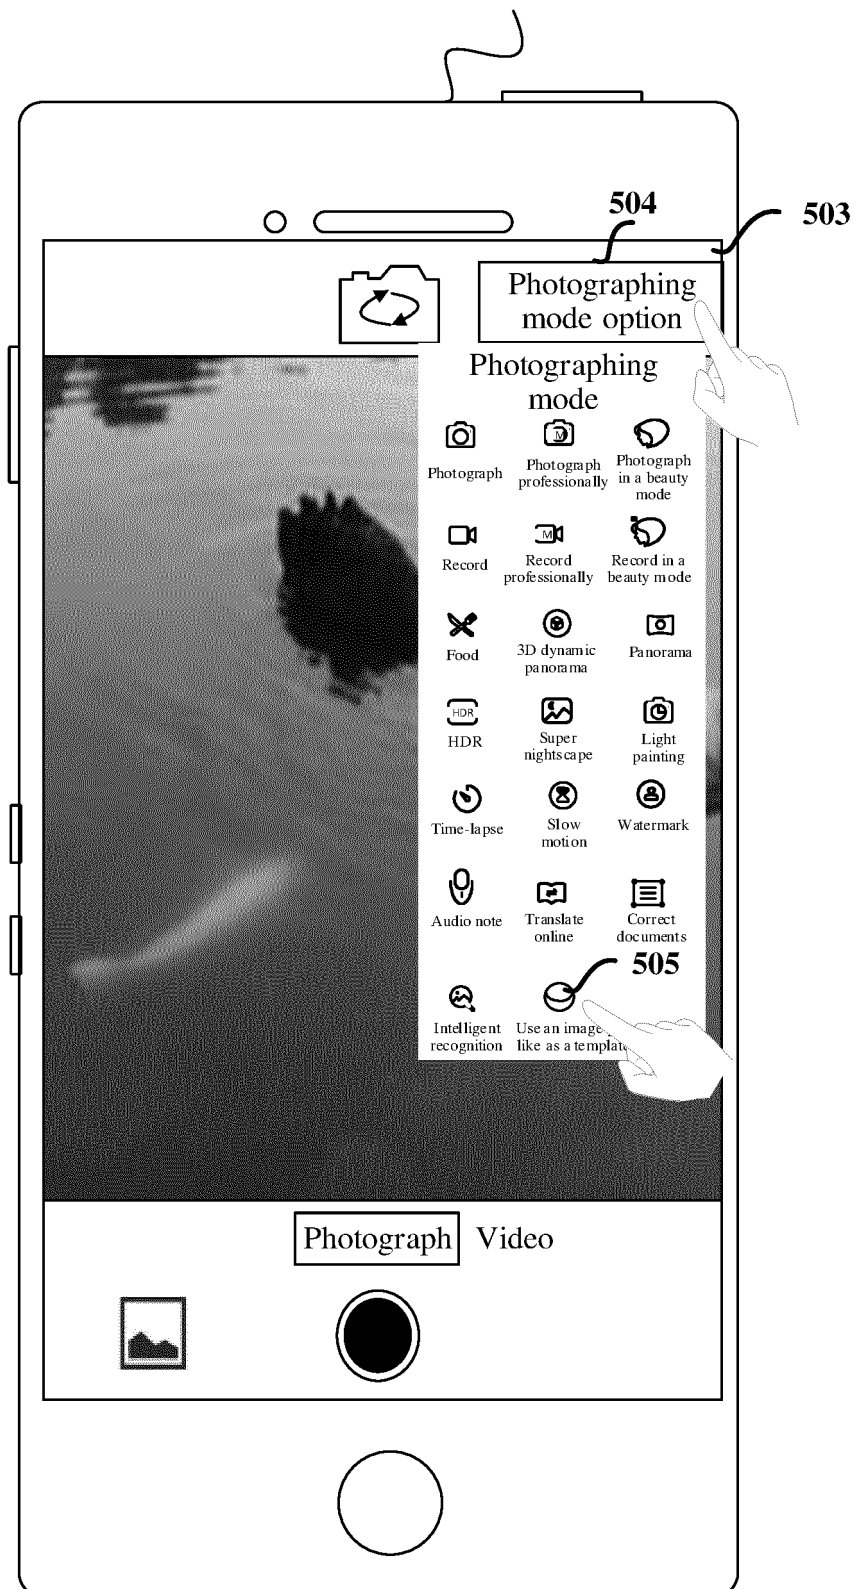 504
503
Photographing
mode option
Photographing
mode
Photograph
Photograph
professionally
Photograph
in a beauty
mode
Record
Record
professionally
Record in a
beauty mode
Food
3D dynamic
panorama
Panorama
HDR
HDR
Super
nightscape
Light
painting
Time-lapse
Slow
motion
Watermark
Audio note
Translate
online
Correct
documents
505
Intelligent
recognition
Use an image
like as a template
Photograph
Video